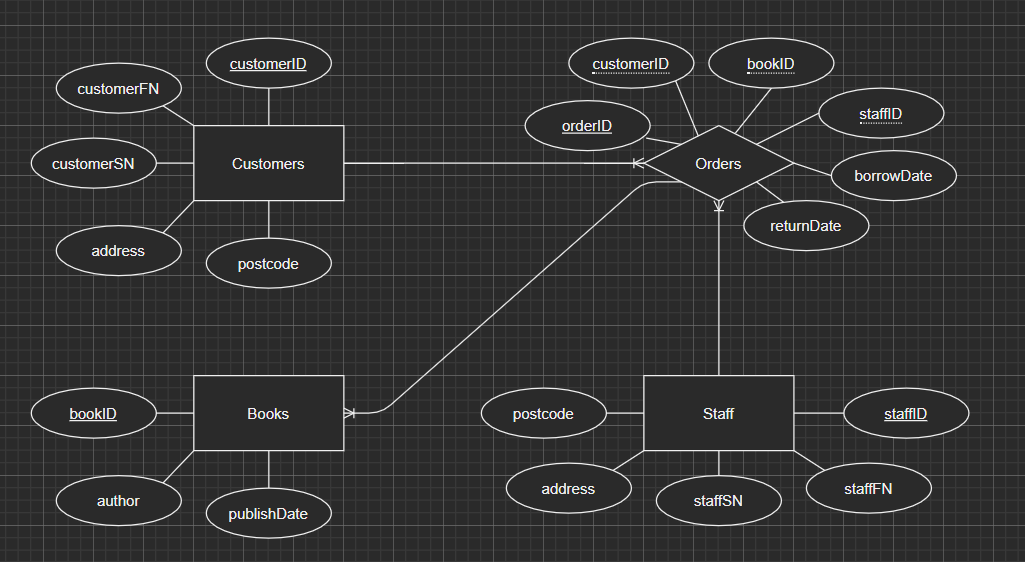 customerID
customerFN
customerSN
Customers
address
postcode
customerID
bookID
orderID
staffID
Orders
borrowDate
returnDate
bookID
Books
author
publishDate
postcode
Staff
staffID
address
staffSN
staffFN